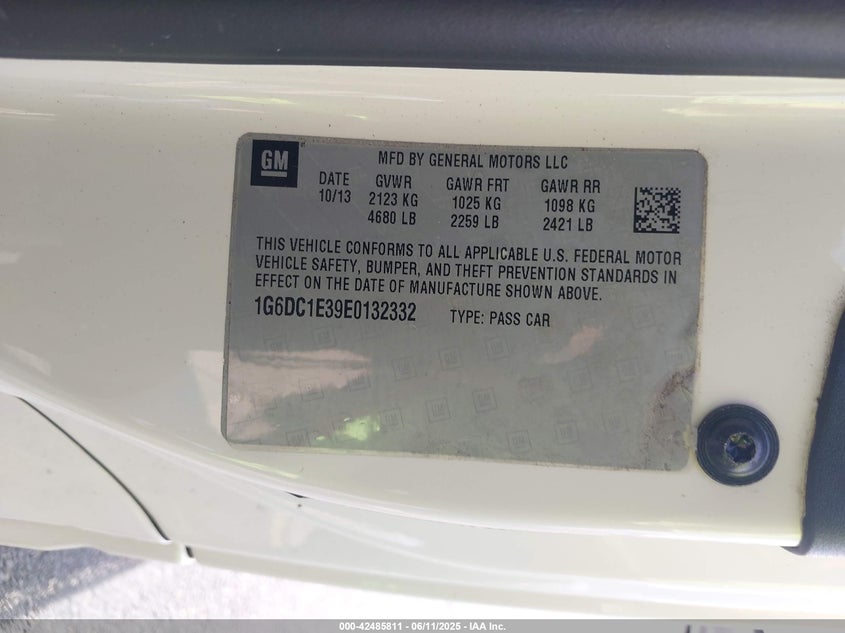 GM
MFD BY GENERAL MOTORS LLC
DATE GVWR GAWR FRT GAWR RR
10/13 2123 KG 1025 KG 1098 KG
4680 LB 2259 LB 2421 LB
THIS VEHICLE CONFORMS TO ALL APPLICABLE U.S. FEDERAL MOTOR
VEHICLE SAFETY, BUMPER, AND THEFT PREVENTION STANDARDS IN
EFFECT ON THE DATE OF MANUFACTURE SHOWN ABOVE.
1G6DC1E39E0132332 TYPE: PASS CAR
000-42485811 - 06/11/2025 - IAA Inc.